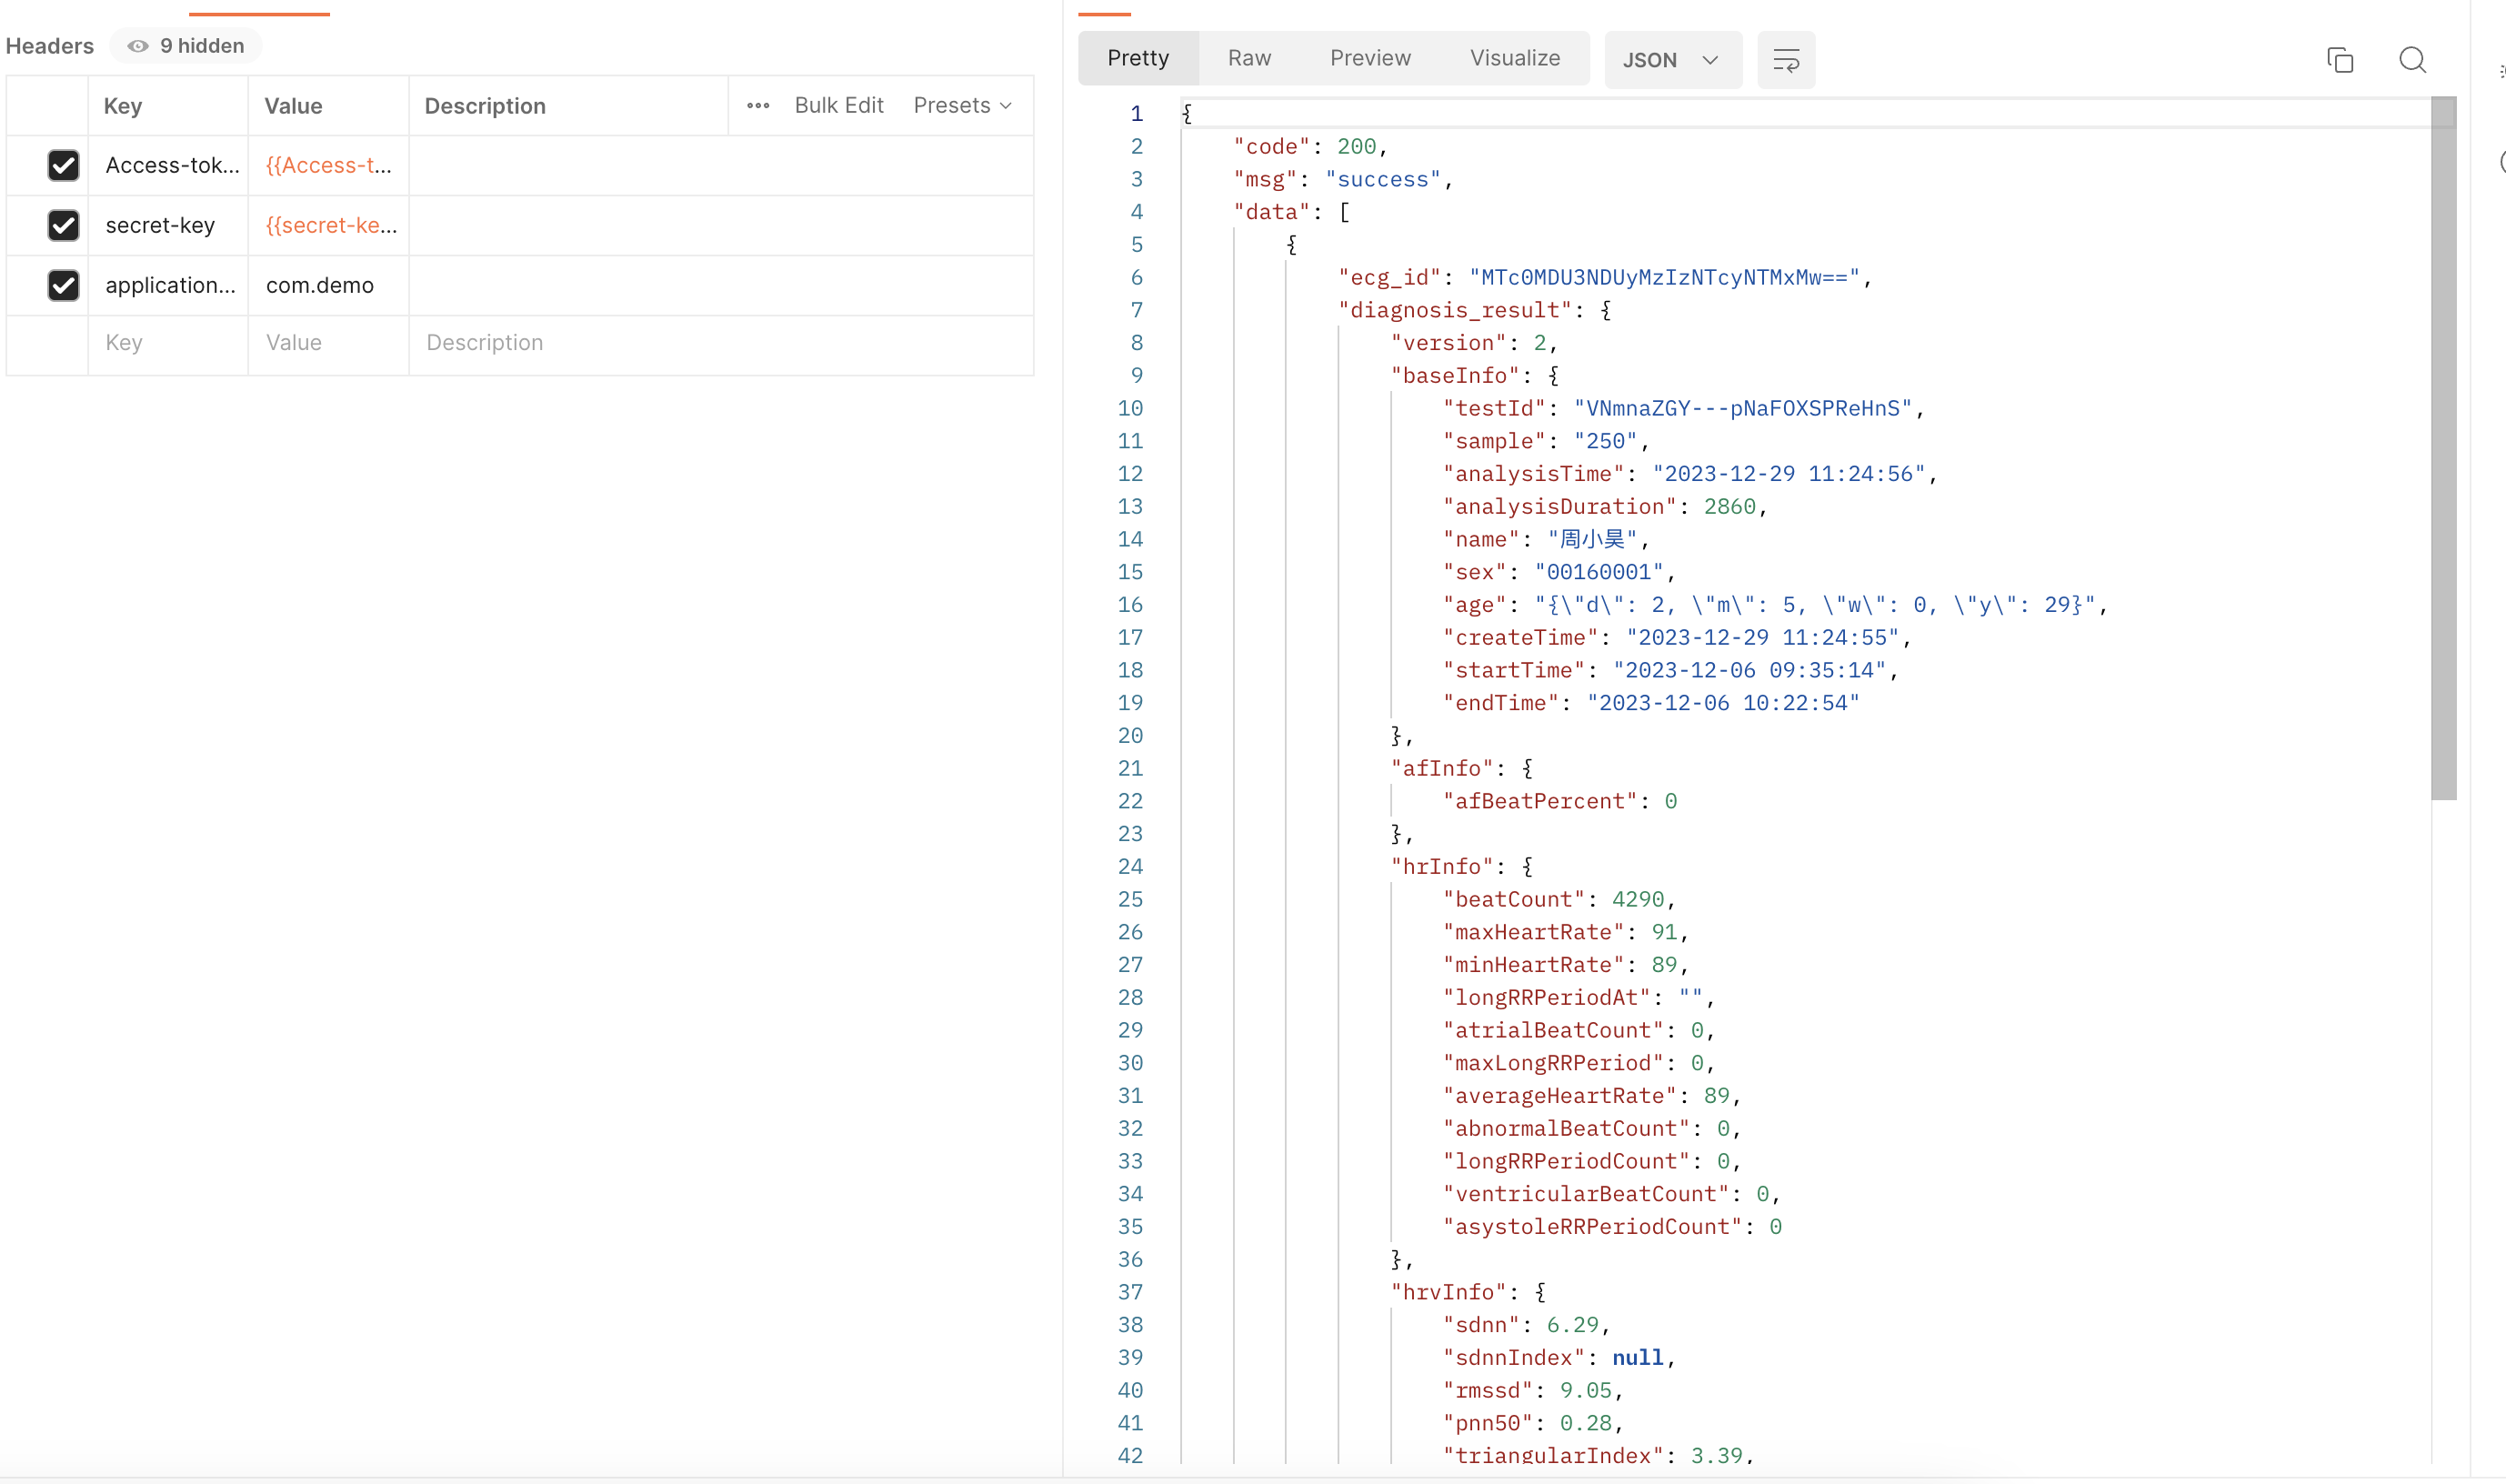 Headers 9 hidden
Key Value Description ••• Bulk Edit Presets
Access-tok... {{Access-t...
secret-key {{secret-ke...
application... com.demo
Key Value Description
Pretty Raw Preview Visualize JSON
1 {
2 "code": 200,
3 "msg": "success",
4 "data": [
5 {
6 "ecg_id": "MTc0MDU3NDUyMzIzNTcyNTMxMw==",
7 "diagnosis_result": {
8 "version": 2,
9 "baseInfo": {
10 "testId": "VNmnaZGY---pNaFOXSPReHnS",
11 "sample": "250",
12 "analysisTime": "2023-12-29 11:24:56",
13 "analysisDuration": 2860,
14 "name": "周小昊",
15 "sex": "00160001",
16 "age": "{\"d\": 2, \"m\": 5, \"w\": 0, \"y\": 29}",
17 "createTime": "2023-12-29 11:24:55",
18 "startTime": "2023-12-06 09:35:14",
19 "endTime": "2023-12-06 10:22:54"
20 },
21 "afInfo": {
22 "afBeatPercent": 0
23 },
24 "hrInfo": {
25 "beatCount": 4290,
26 "maxHeartRate": 91,
27 "minHeartRate": 89,
28 "longRRPeriodAt": "",
29 "atrialBeatCount": 0,
30 "maxLongRRPeriod": 0,
31 "averageHeartRate": 89,
32 "abnormalBeatCount": 0,
33 "longRRPeriodCount": 0,
34 "ventricularBeatCount": 0,
35 "asystoleRRPeriodCount": 0
36 },
37 "hrvInfo": {
38 "sdnn": 6.29,
39 "sdnnIndex": null,
40 "rmssd": 9.05,
41 "pnn50": 0.28,
42 "triangularIndex": 3.39,